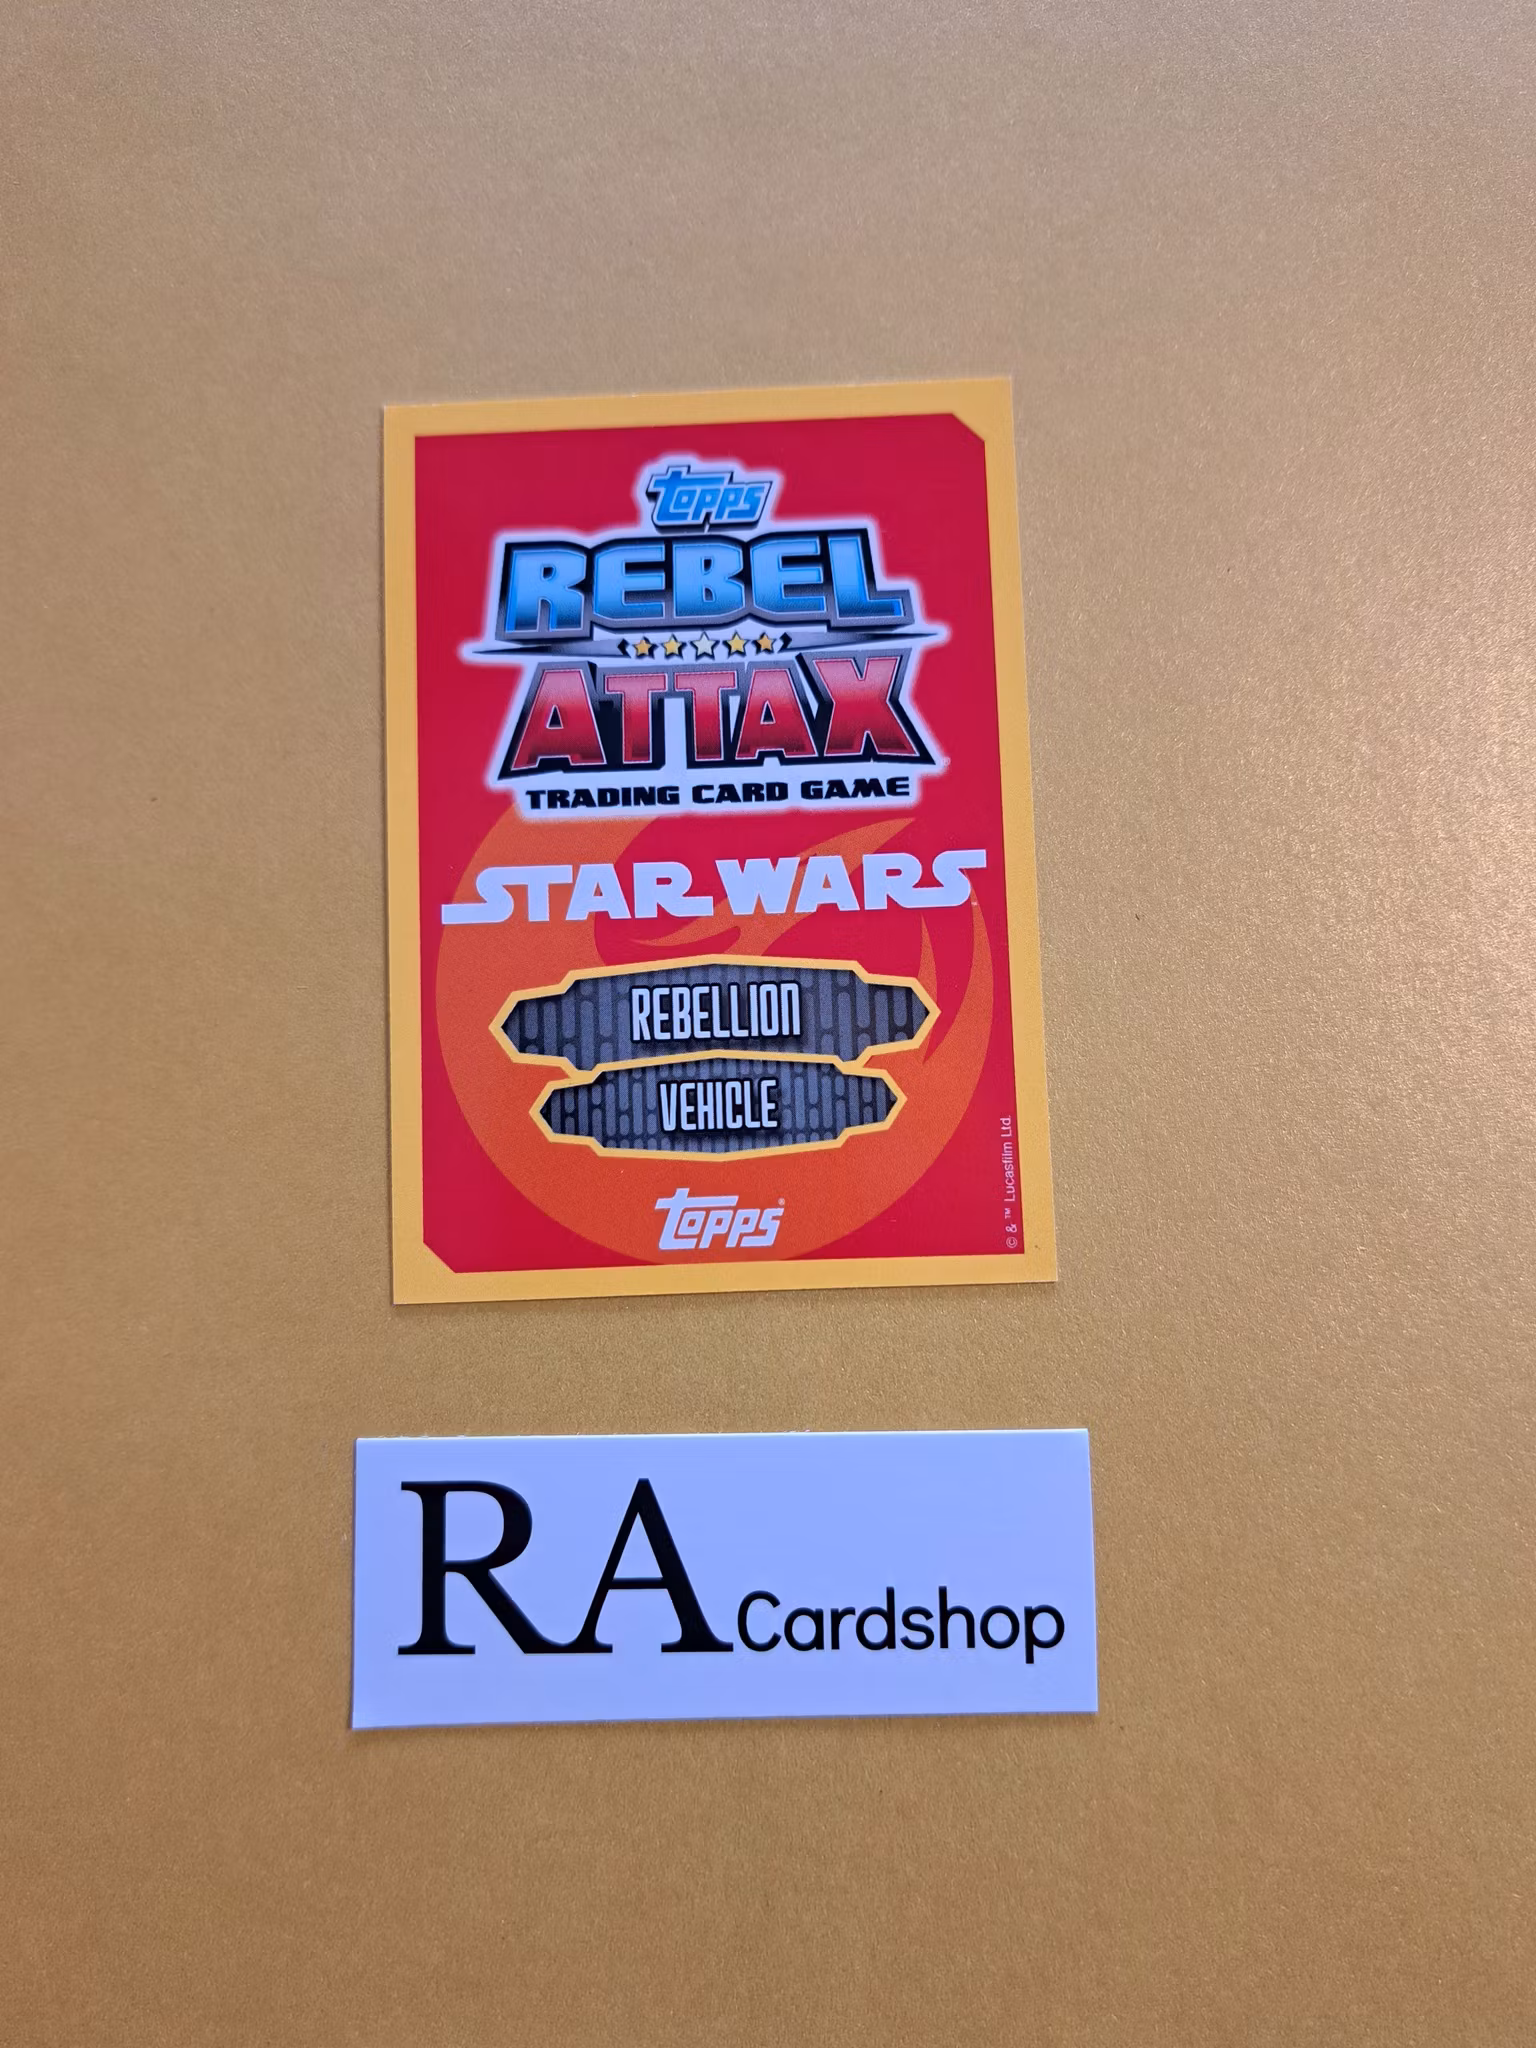 topps
REBEL
ATTAX
TRADING CARD GAME
STAR WARS
REBELLION
VEHICLE
topps®
© & ™ Lucasfilm Ltd.
RA Cardshop